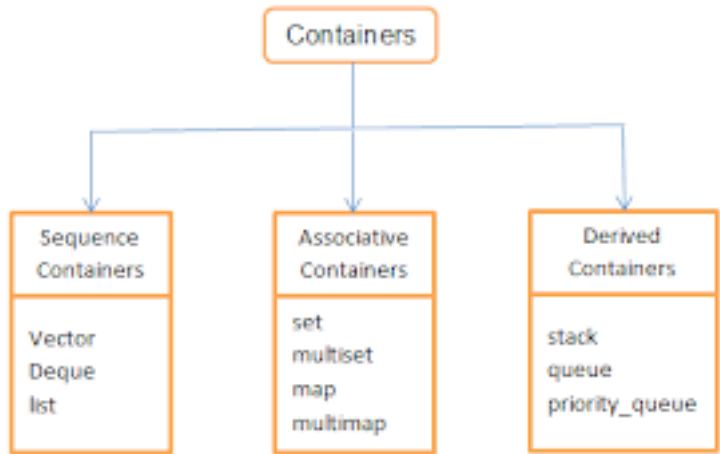 Containers
Sequence
Containers
Vector
Deque
list
Associative
Containers
set
multiset
map
multimap
Derived
Containers
stack
queue
priority_queue